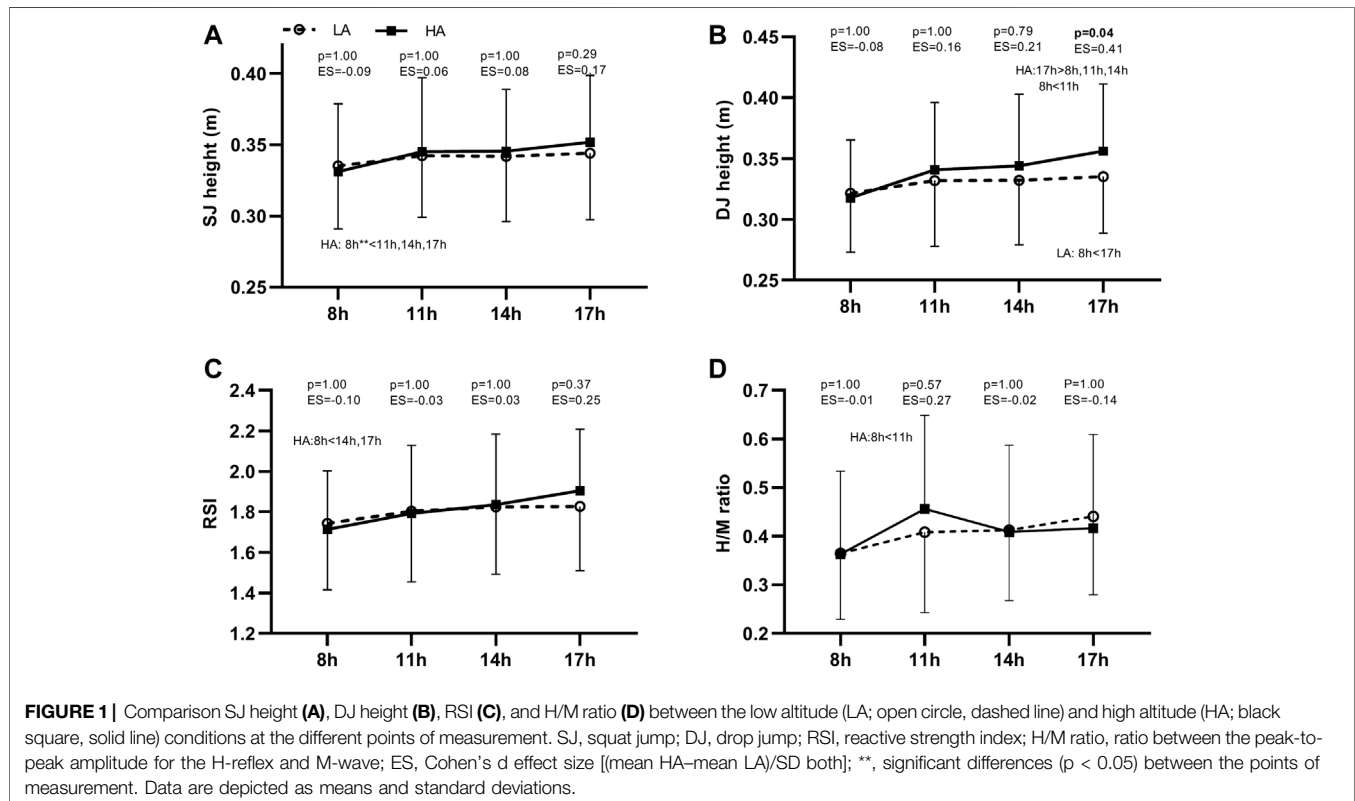 A
LA HA
p=1.00 p=1.00 p=1.00 p=0.29
ES=-0.09 ES=0.06 ES=0.08 ES=0.17
SJ height (m)
0.40
0.35
0.30
0.25
HA: 8h**<11h,14h,17h
8h 11h 14h 17h
B
p=1.00 p=1.00 p=0.79 p=0.04
ES=-0.08 ES=0.16 ES=0.21 ES=0.41
HA:17h>8h,11h,14h
8h<11h
DJ height (m)
0.45
0.40
0.35
0.30
0.25
LA: 8h<17h
8h 11h 14h 17h
C
p=1.00 p=1.00 p=1.00 p=0.37
ES=-0.10 ES=-0.03 ES=0.03 ES=0.25
HA:8h<14h,17h
RSI
2.4
2.2
2.0
1.8
1.6
1.4
1.2
8h 11h 14h 17h
D
p=1.00 p=0.57 p=1.00 P=1.00
ES=-0.01 ES=0.27 ES=-0.02 ES=-0.14
HA:8h<11h
H/M ratio
0.7
0.6
0.5
0.4
0.3
0.2
8h 11h 14h 17h
FIGURE 1 | Comparison SJ height (A), DJ height (B), RSI (C), and H/M ratio (D) between the low altitude (LA; open circle, dashed line) and high altitude (HA; black
square, solid line) conditions at the different points of measurement. SJ, squat jump; DJ, drop jump; RSI, reactive strength index; H/M ratio, ratio between the peak-to-
peak amplitude for the H-reflex and M-wave; ES, Cohen's d effect size [(mean HA–mean LA)/SD both]; **, significant differences (p < 0.05) between the points of
measurement. Data are depicted as means and standard deviations.